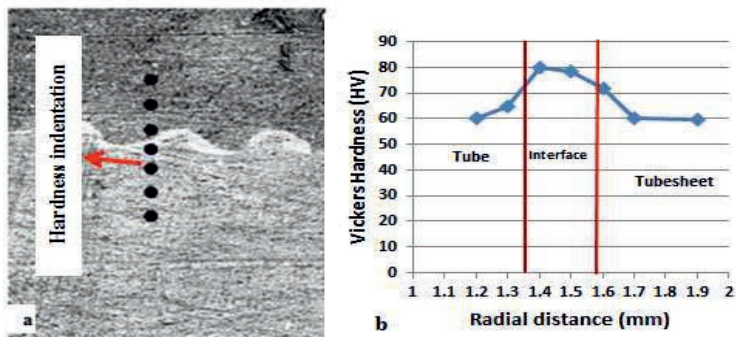 Hardness indentation
a
90
80
70
60
50
40
30
20
10
0
Vickers Hardness (HV)
Tube
Interface
Tubesheet
1 1.1 1.2 1.3 1.4 1.5 1.6 1.7 1.8 1.9 2
b
Radial distance (mm)